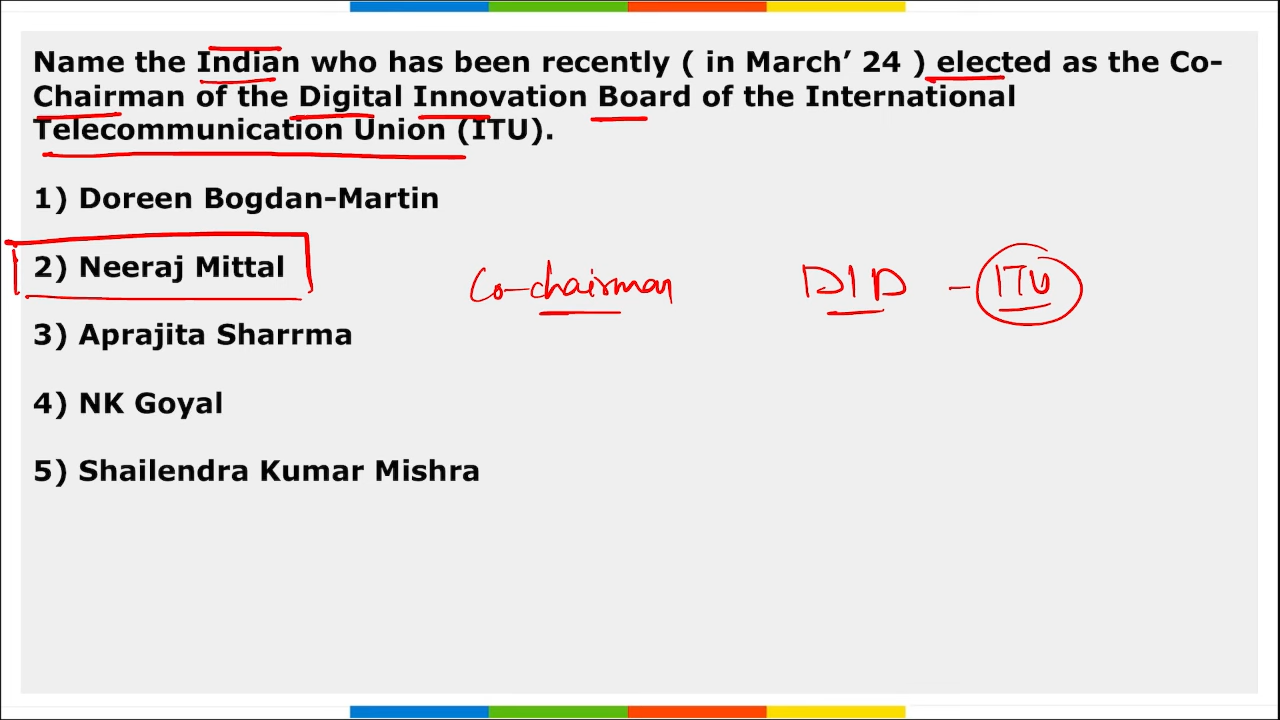 Name the Indian who has been recently ( in March’ 24 ) elected as the Co-
Chairman of the Digital Innovation Board of the International
Telecommunication Union (ITU).
1) Doreen Bogdan-Martin
2) Neeraj Mittal
Co-chairman DID - ITU
3) Aprajita Sharrma
4) NK Goyal
5) Shailendra Kumar Mishra